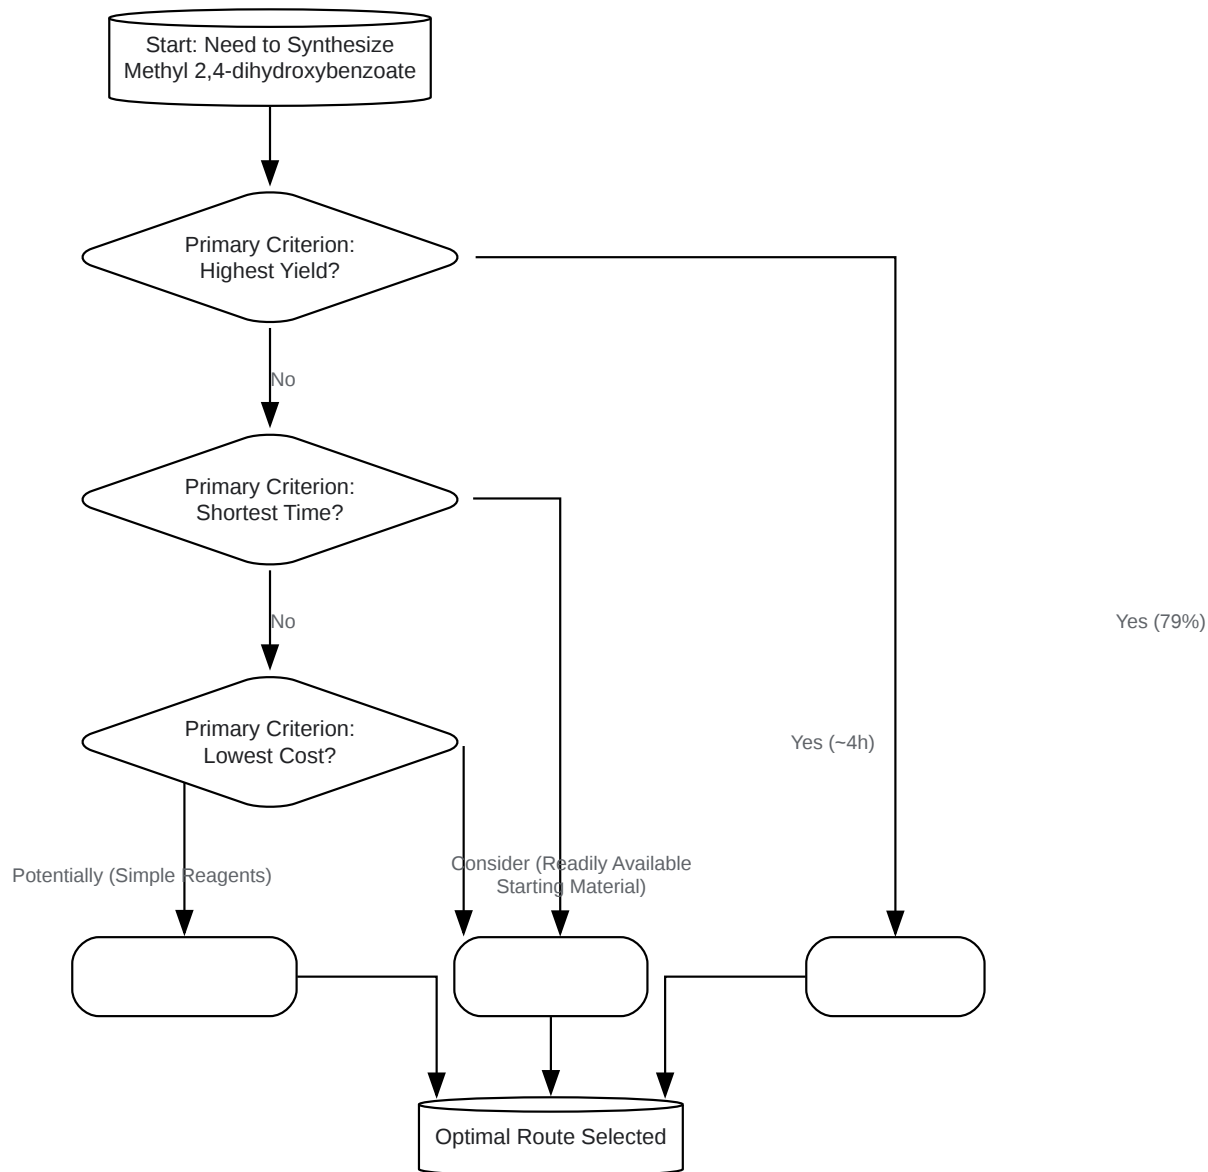 Start: Need to Synthesize
Methyl 2,4-dihydroxybenzoate
Primary Criterion:
Highest Yield?
No
Primary Criterion:
Shortest Time?
No
Yes (79%)
Primary Criterion:
Lowest Cost?
Yes (~4h)
Potentially (Simple Reagents)
Consider (Readily Available
Starting Material)
Optimal Route Selected